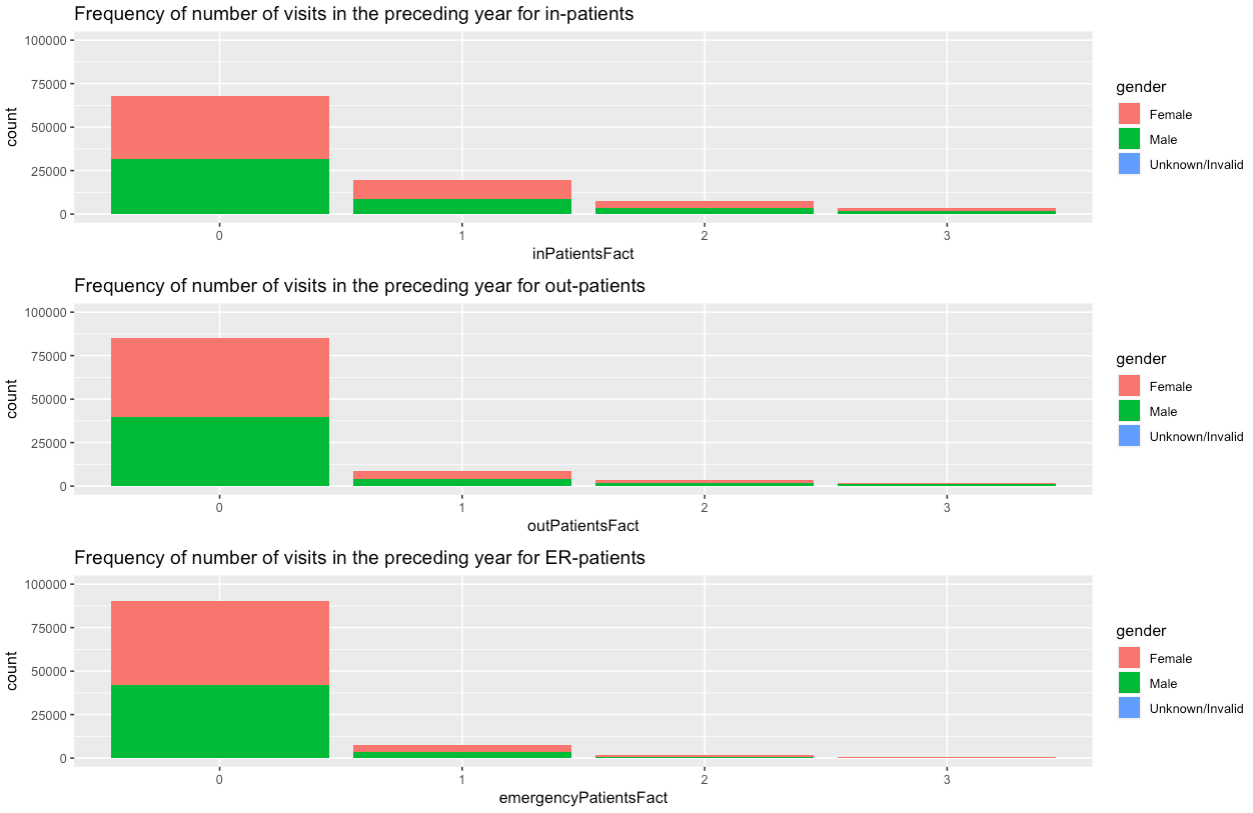 Frequency of number of visits in the preceding year for in-patients
100000
75000
50000
25000
0
count
0 1 2 3
inPatientsFact
gender
Female
Male
Unknown/Invalid
Frequency of number of visits in the preceding year for out-patients
100000
75000
50000
25000
0
count
0 1 2 3
outPatientsFact
gender
Female
Male
Unknown/Invalid
Frequency of number of visits in the preceding year for ER-patients
100000
75000
50000
25000
0
count
0 1 2 3
emergencyPatientsFact
gender
Female
Male
Unknown/Invalid